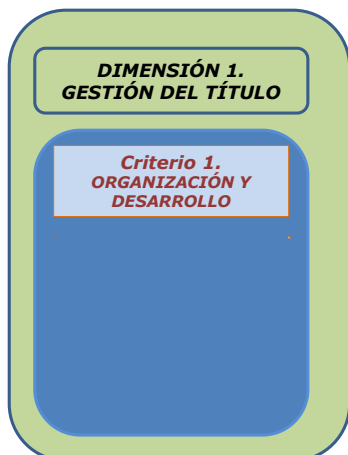 DIMENSIÓN 1.
GESTIÓN DEL TÍTULO
Criterio 1.
ORGANIZACIÓN Y
DESARROLLO